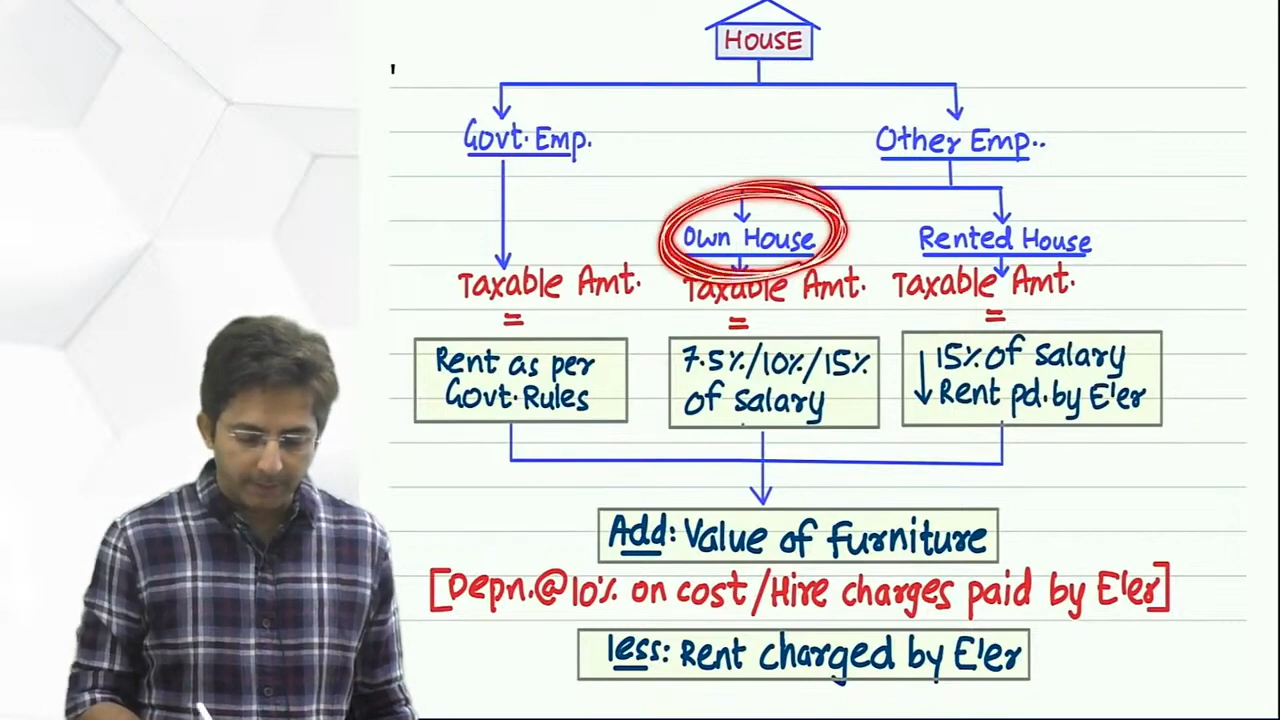 HOUSE
Govt. Emp.
Other Emp..
Own House
Rented House
Taxable Amt.
Taxable Amt.
Taxable Amt.
=
=
=
Rent as per
Govt. Rules
7.5%/10%/15%
of salary
↓ 15% of salary
Rent pd. by E'er
Add: Value of Furniture
[Depn.@10% on cost/Hire charges paid by E'er]
less: Rent charged by E'er